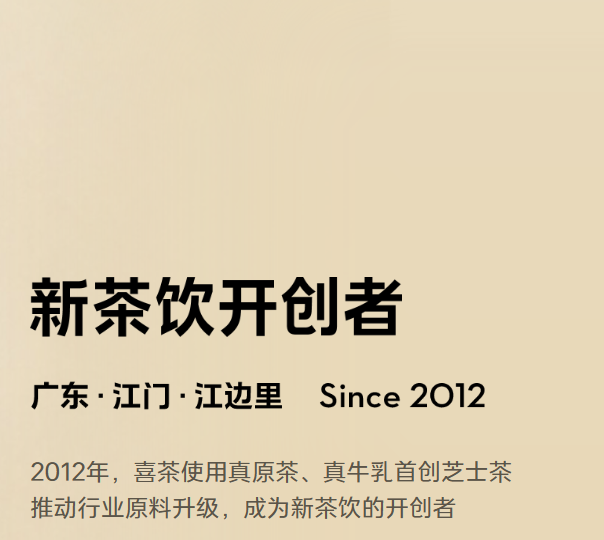 新茶饮开创者
广东 · 江门 · 江边里 Since 2012
2012年，喜茶使用真原茶、真牛乳首创芝士茶
推动行业原料升级，成为新茶饮的开创者